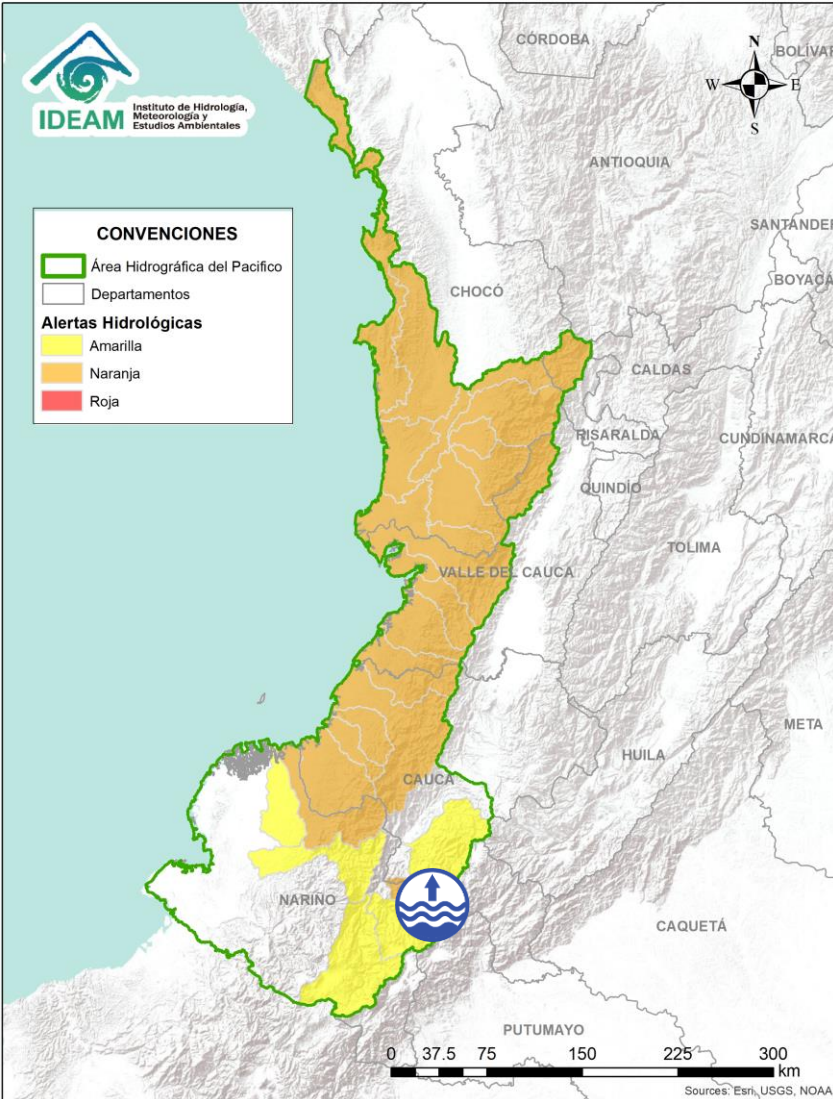 IDEAM
Instituto de Hidrología,
Meteorología y
Estudios Ambientales
N
W E
S
CÓRDOBA
BOLÍVAR
ANTIOQUIA
SANTANDER
BOYACÁ
CONVENCIONES
Área Hidrográfica del Pacifico
Departamentos
Alertas Hidrológicas
Amarilla
Naranja
Roja
CHOCÓ
CALDAS
RISARALDA
CUNDINAMARCA
QUINDÍO
TOLIMA
VALLE DEL CAUCA
META
HUILA
CAUCA
NARIÑO
CAQUETÁ
PUTUMAYO
0 37.5 75 150 225 300
km
Sources: Esri, USGS, NOAA